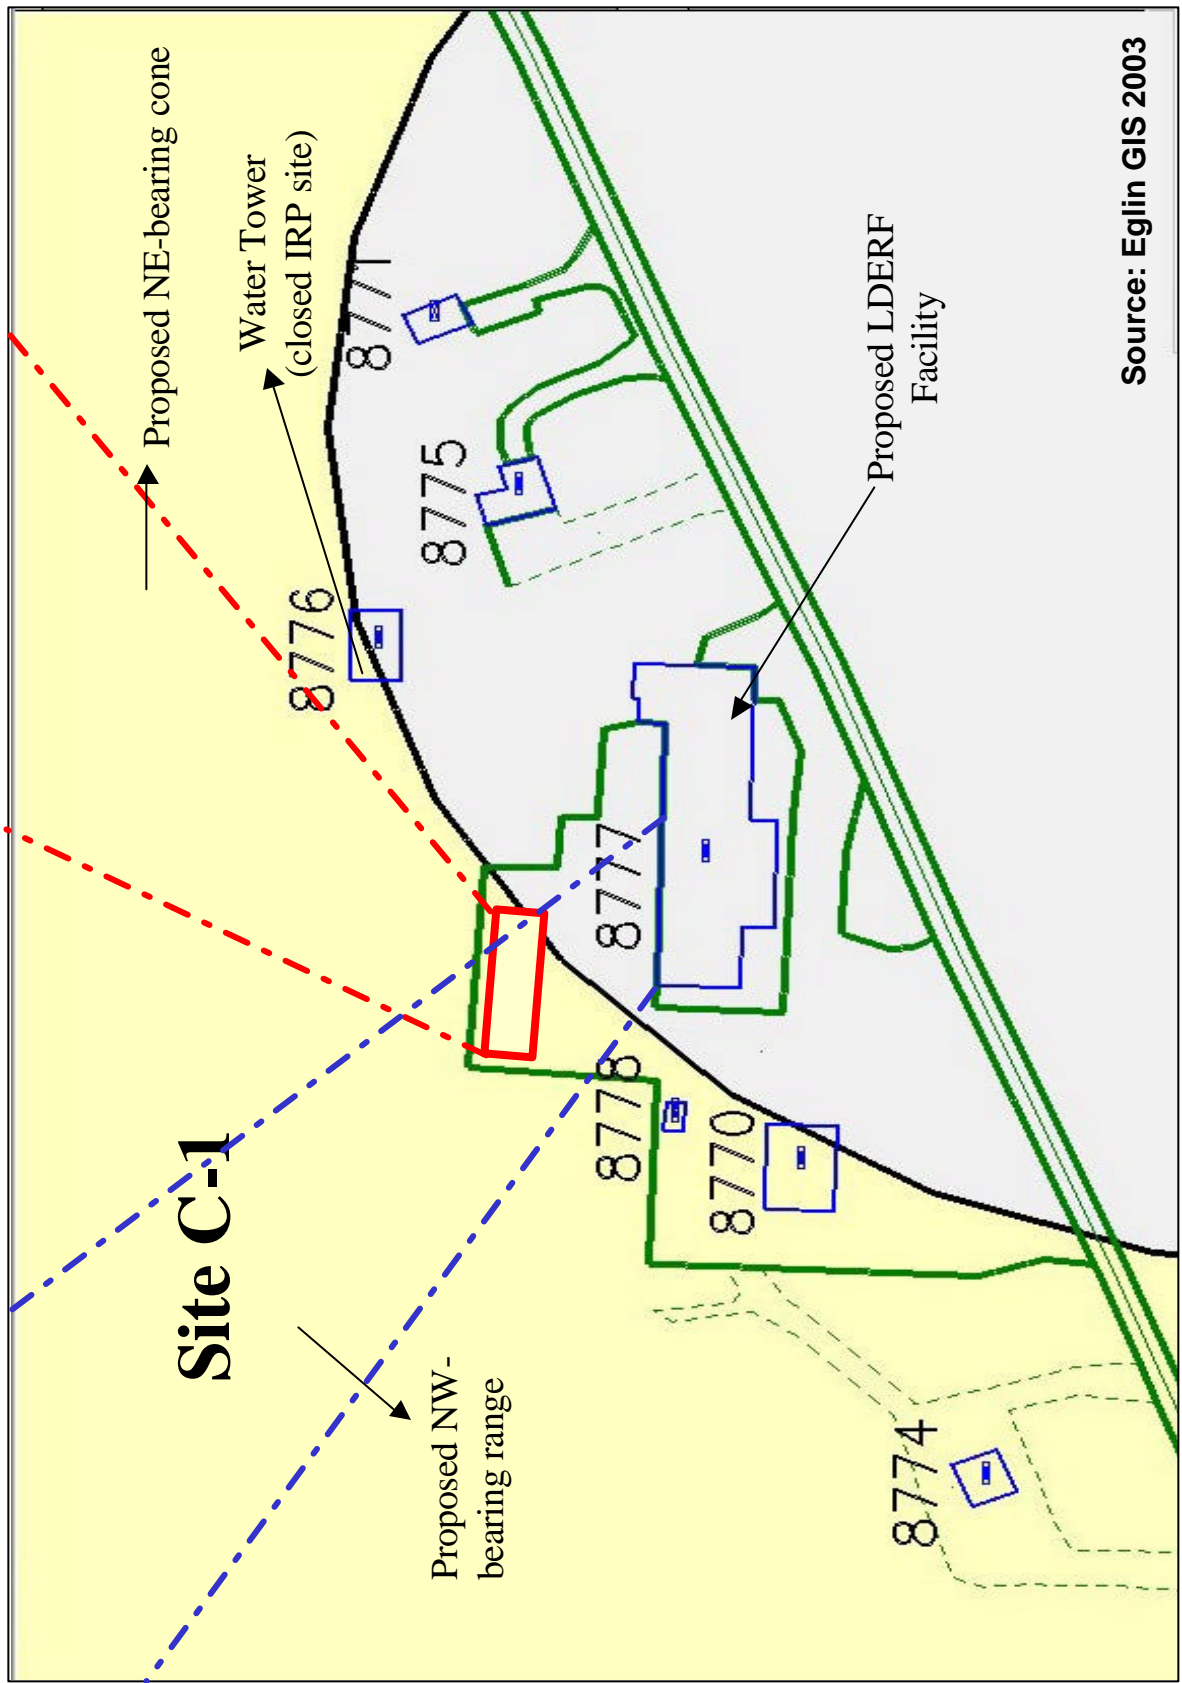 Proposed NE-bearing cone
Water Tower
(closed IRP site)
8771
8776
8775
Proposed LDERF
Facility
8777
Site C-1
8778
8770
Proposed NW-
bearing range
8774
Source: Eglin GIS 2003